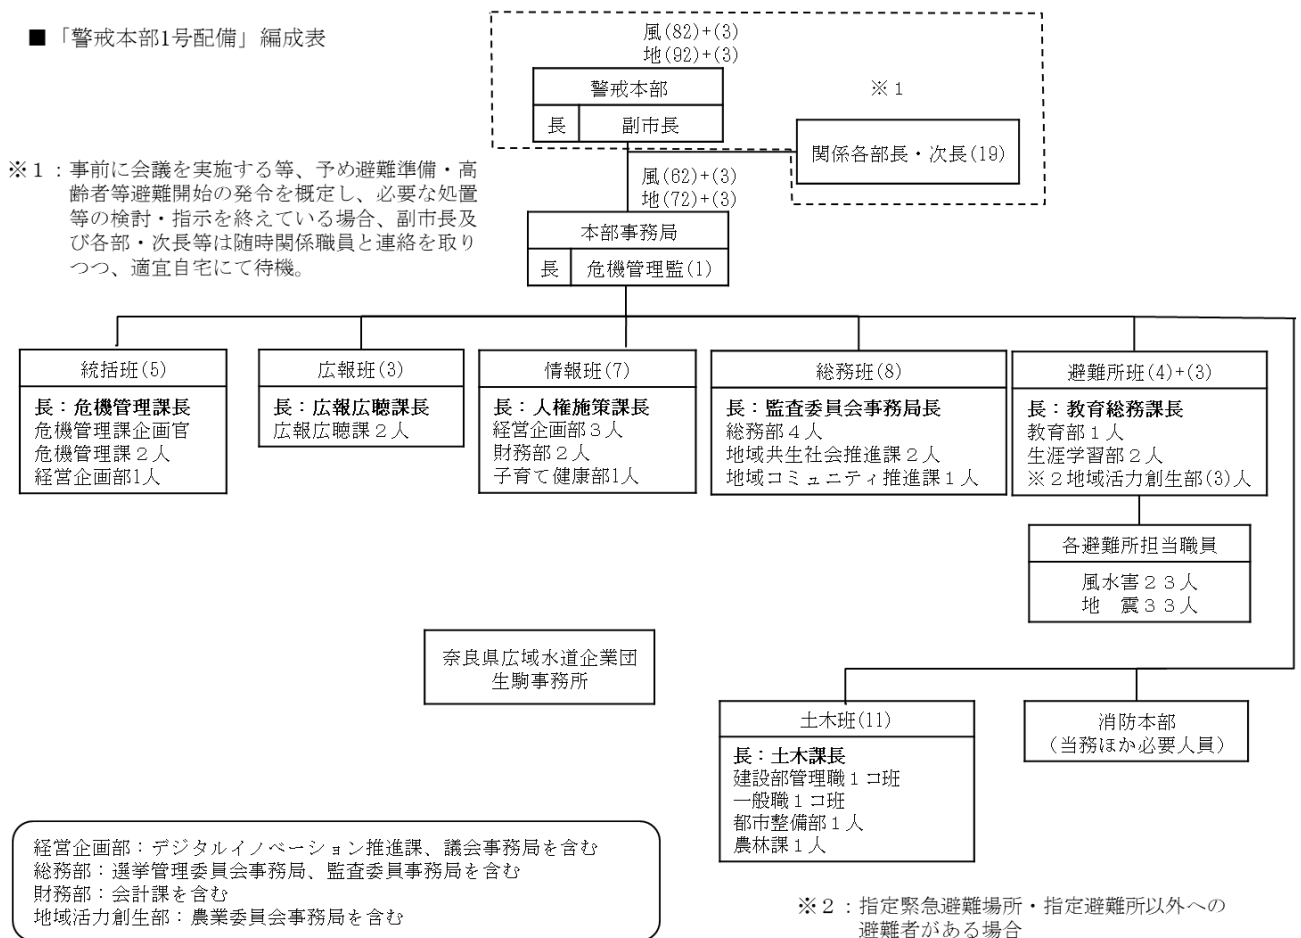 ■「警戒本部1号配備」編成表
風(82)+(3)
地(92)+(3)
警戒本部
長 副市長
※１
関係各部長・次長(19)
※１：事前に会議を実施する等、予め避難準備・高
齢者等避難開始の発令を概定し、必要な処置
等の検討・指示を終えている場合、副市長及
び各部・次長等は随時関係職員と連絡を取り
つつ、適宜自宅にて待機。
風(62)+(3)
地(72)+(3)
本部事務局
長 危機管理監(1)
統括班(5)
長：危機管理課長
危機管理課企画官
危機管理課２人
経営企画部1人
広報班(3)
長：広報広聴課長
広報広聴課２人
情報班(7)
長：人権施策課長
経営企画部３人
財務部２人
子育て健康部1人
総務班(8)
長：監査委員会事務局長
総務部４人
地域共生社会推進課２人
地域コミュニティ推進課１人
避難所班(4)+(3)
長：教育総務課長
教育部１人
生涯学習部２人
※２地域活力創生部(3)人
各避難所担当職員
風水害２３人
地　震３３人
奈良県広域水道企業団
生駒事務所
土木班(11)
長：土木課長
建設部管理職１コ班
一般職１コ班
都市整備部１人
農林課１人
消防本部
(当務ほか必要人員)
経営企画部：デジタルイノベーション推進課、議会事務局を含む
総務部：選挙管理委員会事務局、監査委員事務局を含む
財務部：会計課を含む
地域活力創生部：農業委員会事務局を含む
※２：指定緊急避難場所・指定避難所以外への
避難者がある場合